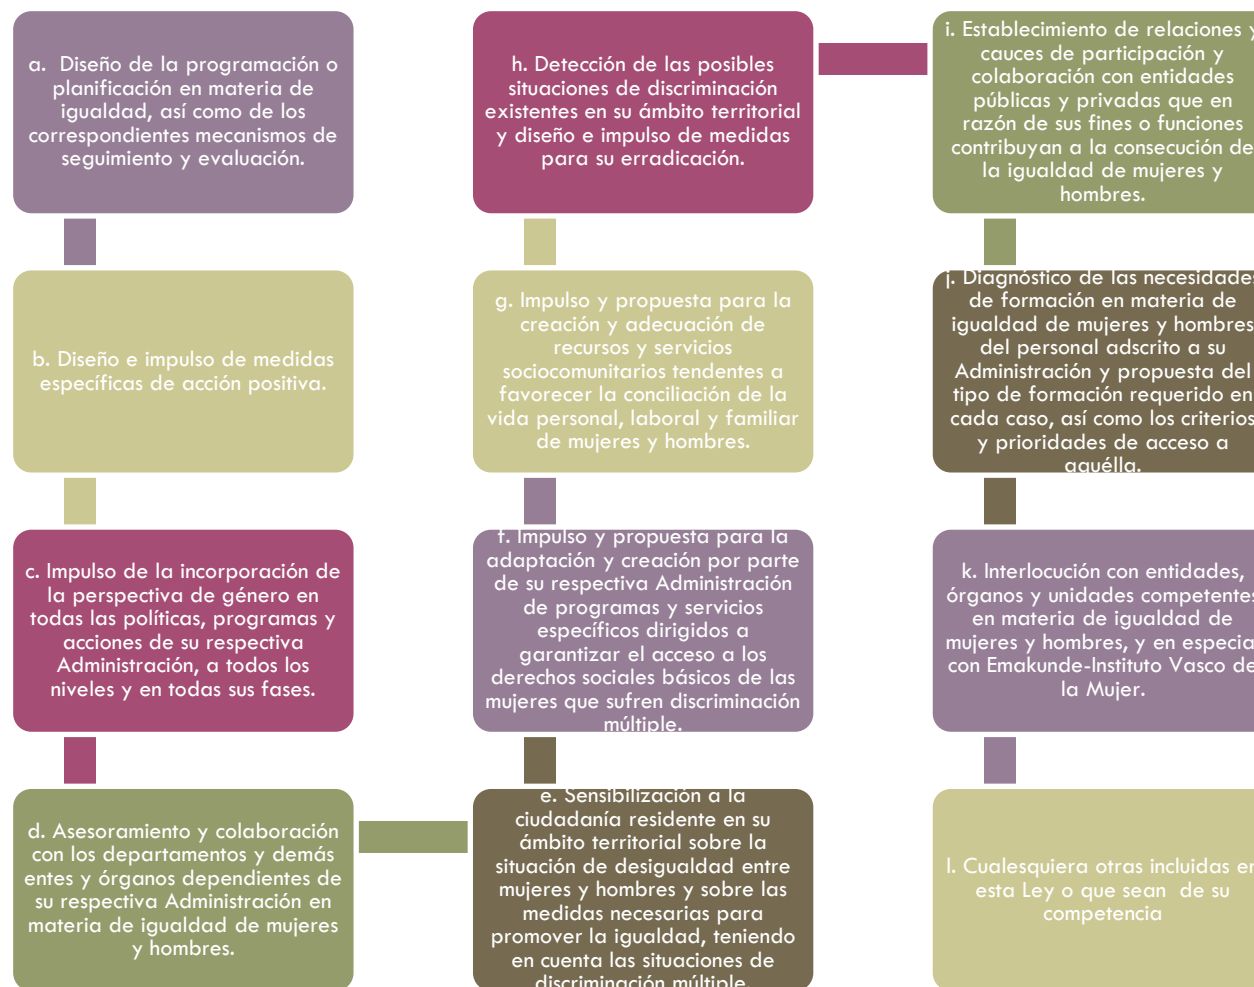 a. Diseño de la programación o
planificación en materia de
igualdad, así como de los
correspondientes mecanismos de
seguimiento y evaluación.
b. Diseño e impulso de medidas
específicas de acción positiva.
c. Impulso de la incorporación de
la perspectiva de género en
todas las políticas, programas y
acciones de su respectiva
Administración, a todos los
niveles y en todas sus fases.
d. Asesoramiento y colaboración
con los departamentos y demás
entes y órganos dependientes de
su respectiva Administración en
materia de igualdad de mujeres
y hombres.
e. Sensibilización a la
ciudadanía residente en su
ámbito territorial sobre la
situación de desigualdad entre
mujeres y hombres y sobre las
medidas necesarias para
promover la igualdad, teniendo
en cuenta las situaciones de
discriminación múltiple
f. Impulso y propuesta para la
adaptación y creación por parte
de su respectiva Administración
de programas y servicios
específicos dirigidos a
garantizar el acceso a los
derechos sociales básicos de las
mujeres que sufren discriminación
múltiple.
g. Impulso y propuesta para la
creación y adecuación de
recursos y servicios
sociocomunitarios tendentes a
favorecer la conciliación de la
vida personal, laboral y familiar
de mujeres y hombres.
h. Detección de las posibles
situaciones de discriminación
existentes en su ámbito territorial
y diseño e impulso de medidas
para su erradicación.
i. Establecimiento de relaciones y
cauces de participación y
colaboración con entidades
públicas y privadas que en
razón de sus fines o funciones
contribuyan a la consecución de
la igualdad de mujeres y
hombres.
j. Diagnóstico de las necesidades
de formación en materia de
igualdad de mujeres y hombres
del personal adscrito a su
Administración y propuesta del
tipo de formación requerido en
cada caso, así como los criterios
y prioridades de acceso a
aquélla.
k. Interlocución con entidades,
órganos y unidades competentes
en materia de igualdad de
mujeres y hombres, y en especial
con Emakunde-Instituto Vasco de
la Mujer.
l. Cualesquiera otras incluidas en
esta Ley o que sean de su
competencia